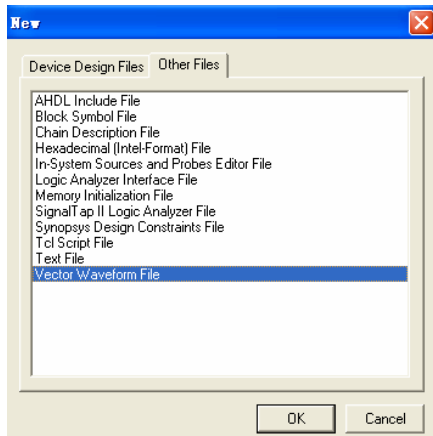 New
Device Design Files Other Files
AHDL Include File
Block Symbol File
Chain Description File
Hexadecimal (Intel-Format) File
In-System Sources and Probes Editor File
Logic Analyzer Interface File
Memory Initialization File
SignalTap II Logic Analyzer File
Synopsys Design Constraints File
Tcl Script File
Text File
Vector Waveform File
OK Cancel